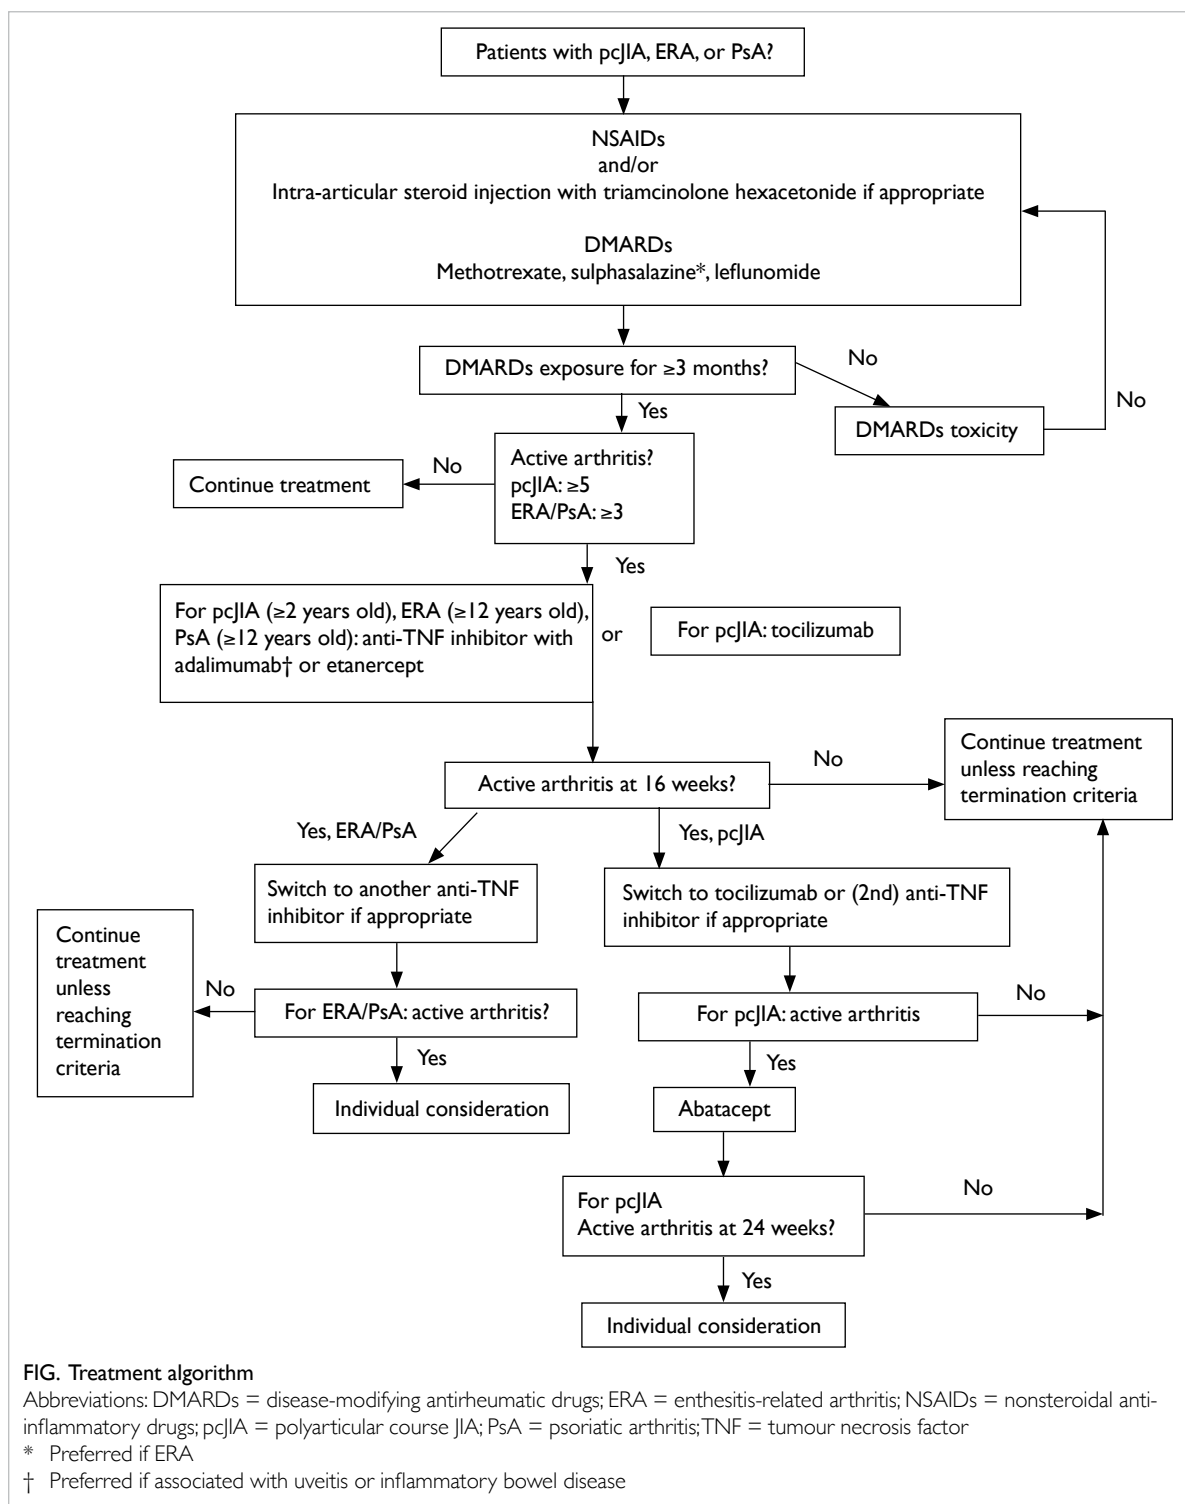 Patients with pcJIA, ERA, or PsA?
NSAIDs
and/or
Intra-articular steroid injection with triamcinolone hexacetonide if appropriate
DMARDs
Methotrexate, sulphasalazine*, leflunomide
DMARDs exposure for ≥3 months?
No
No
DMARDs toxicity
Yes
Active arthritis?
pcJIA: ≥5
ERA/PsA: ≥3
No
Continue treatment
Yes
For pcJIA (≥2 years old), ERA (≥12 years old),
PsA (≥12 years old): anti-TNF inhibitor with
adalimumab† or etanercept
or
For pcJIA: tocilizumab
Active arthritis at 16 weeks?
No
Continue treatment
unless reaching
termination criteria
Yes, ERA/PsA
Yes, pcJIA
Switch to another anti-TNF
inhibitor if appropriate
Switch to tocilizumab or (2nd) anti-TNF
inhibitor if appropriate
Continue
treatment
unless
reaching
termination
criteria
No
For ERA/PsA: active arthritis?
For pcJIA: active arthritis
No
Yes
Yes
Individual consideration
Abatacept
For pcJIA
Active arthritis at 24 weeks?
No
Yes
Individual consideration
FIG. Treatment algorithm
Abbreviations: DMARDs = disease-modifying antirheumatic drugs; ERA = enthesitis-related arthritis; NSAIDs = nonsteroidal anti-
inflammatory drugs; pcJIA = polyarticular course JIA; PsA = psoriatic arthritis; TNF = tumour necrosis factor
* Preferred if ERA
† Preferred if associated with uveitis or inflammatory bowel disease